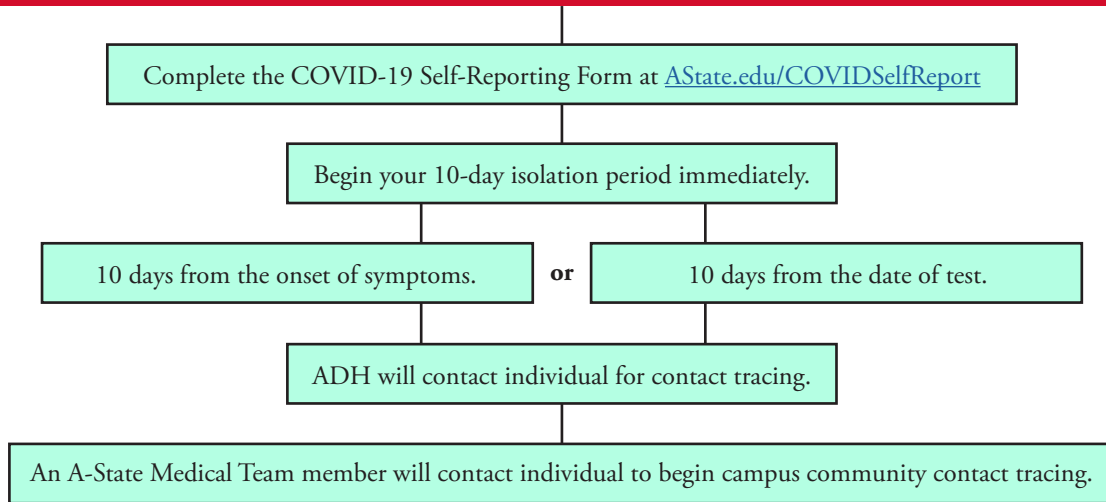 Complete the COVID-19 Self-Reporting Form at AState.edu/COVIDSelfReport
Begin your 10-day isolation period immediately.
10 days from the onset of symptoms.
or
10 days from the date of test.
ADH will contact individual for contact tracing.
An A-State Medical Team member will contact individual to begin campus community contact tracing.